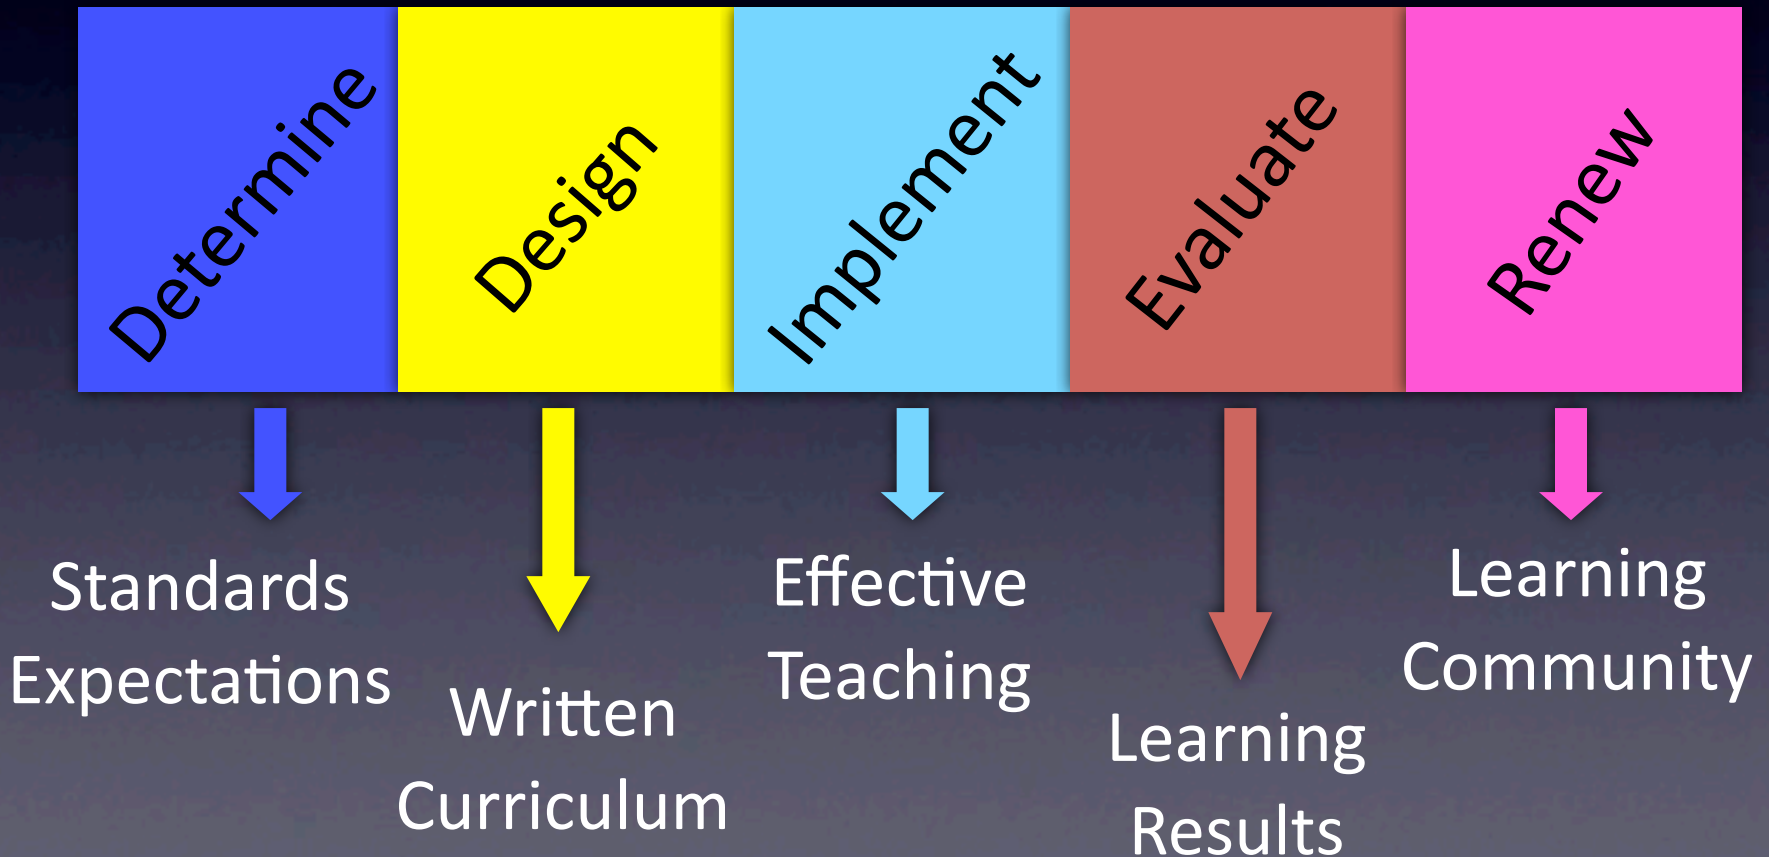 Determine
Design
Implement
Evaluate
Renew
Standards
Expectations
Written
Curriculum
Effective
Teaching
Learning
Results
Learning
Community